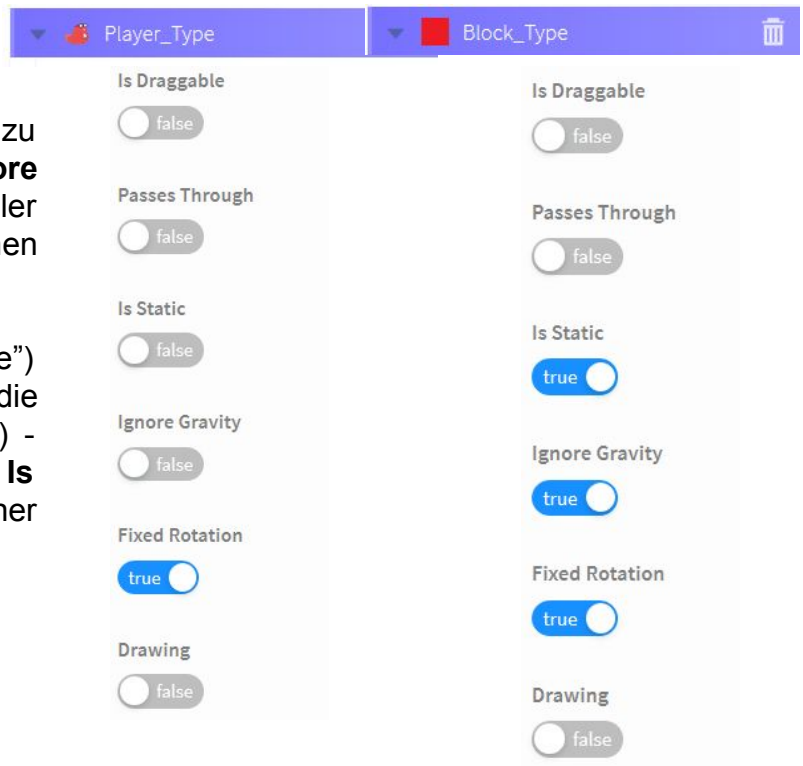 Player_Type
Block_Type
zu
ore
ler
nen
e”)
die
) -
Is
ner
Is Draggable
false
Passes Through
false
Is Static
false
Ignore Gravity
false
Fixed Rotation
true
Drawing
false
Is Draggable
false
Passes Through
false
Is Static
true
Ignore Gravity
true
Fixed Rotation
true
Drawing
false